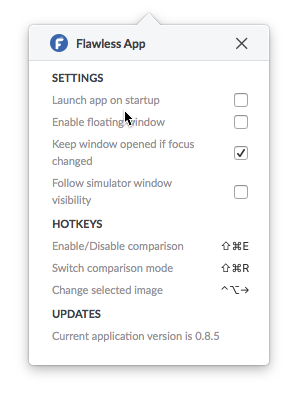 Flawless App
SETTINGS
Launch app on startup
Enable floating window
Keep window opened if focus
changed
Follow simulator window
visibility
HOTKEYS
Enable/Disable comparison ⇧⌘E
Switch comparison mode ⇧⌘R
Change selected image ^⌥→
UPDATES
Current application version is 0.8.5